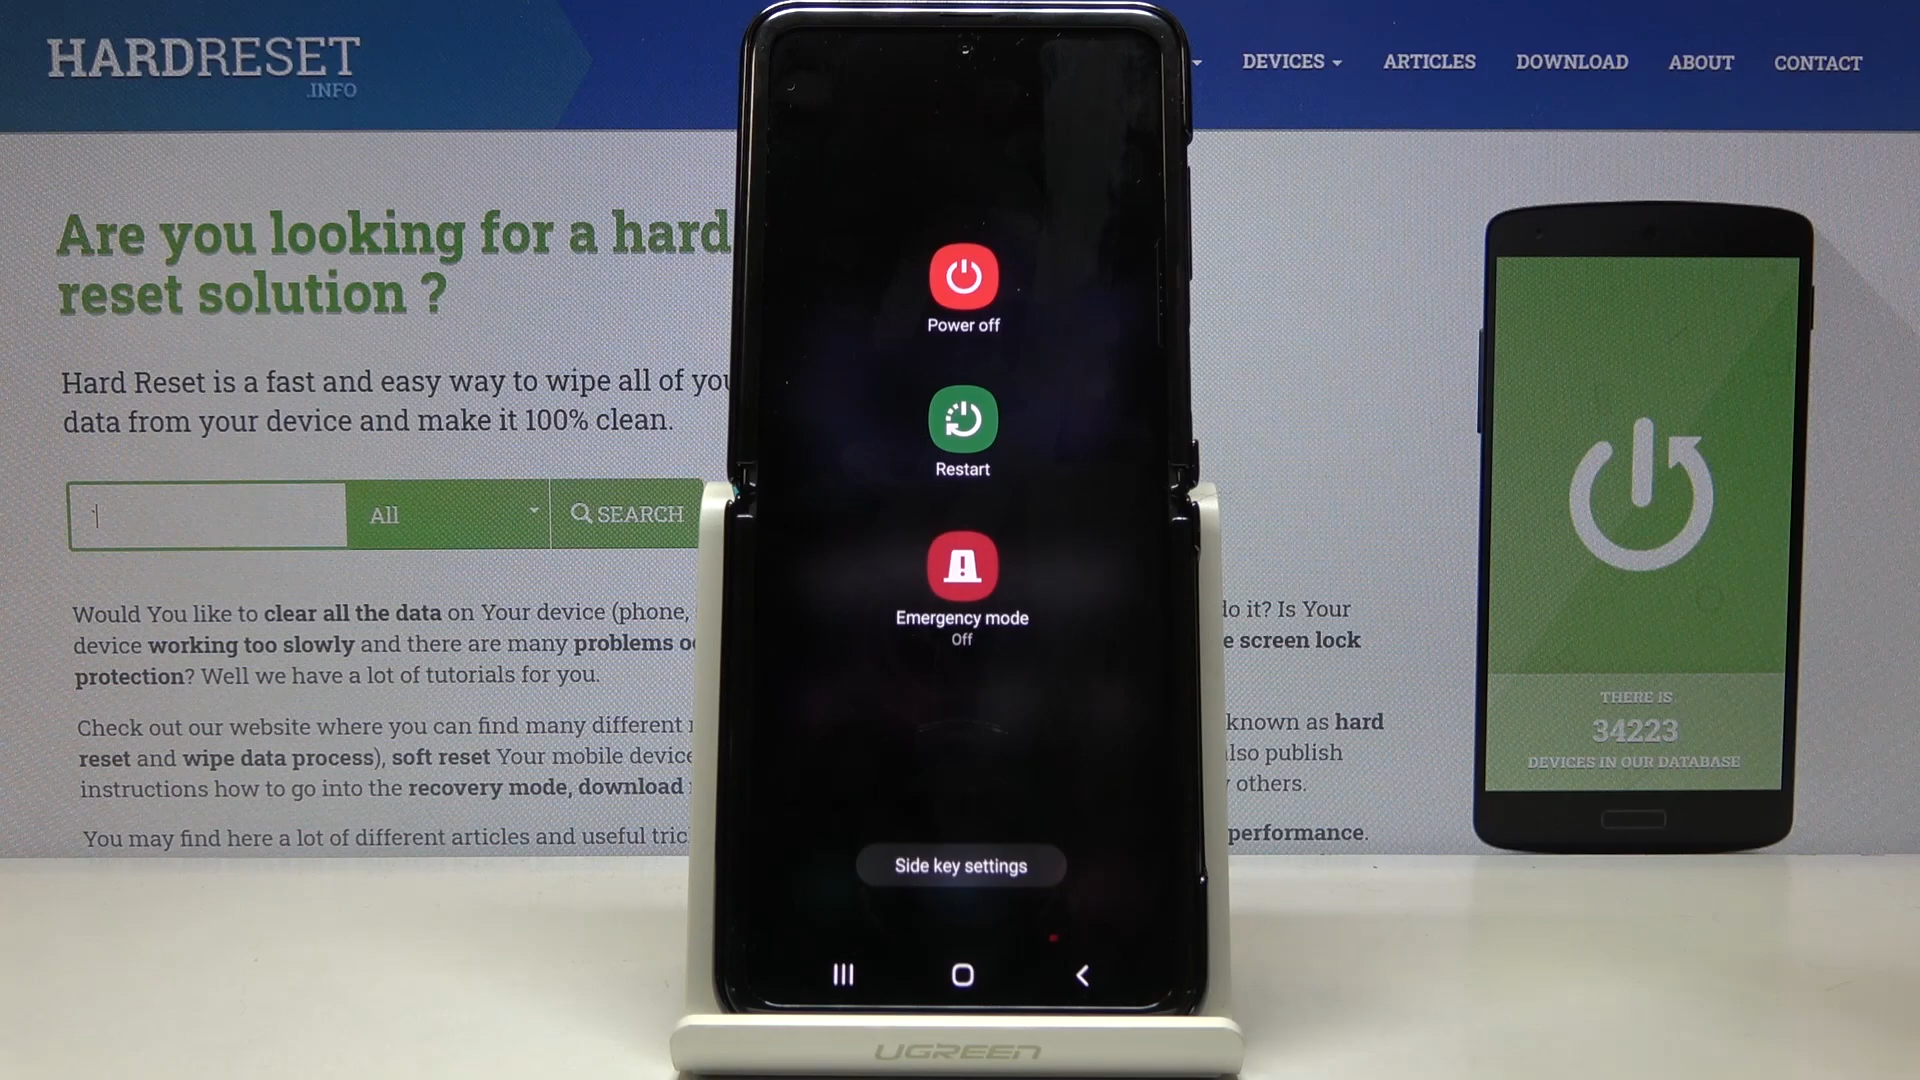 HARDRESET
.INFO
DEVICES
ARTICLES
DOWNLOAD
ABOUT
CONTACT
Are you looking for a hard
reset solution ?
Hard Reset is a fast and easy way to wipe all of
data from your device and make it 100% clean.
All
SEARCH
Would You like to clear all the data on Your device (phone,
do it? Is Your
device working too slowly and there are many problems
screen lock
protection? Well we have a lot of tutorials for you.
Check out our website where you can find many different
known as hard
reset and wipe data process), soft reset Your mobile device
also publish
instructions how to go into the recovery mode, download
others.
You may find here a lot of different articles and useful
performance.
Power off
Restart
Emergency mode
Off
Side key settings
THERE IS
34223
DEVICES IN OUR DATABASE
UGREEN